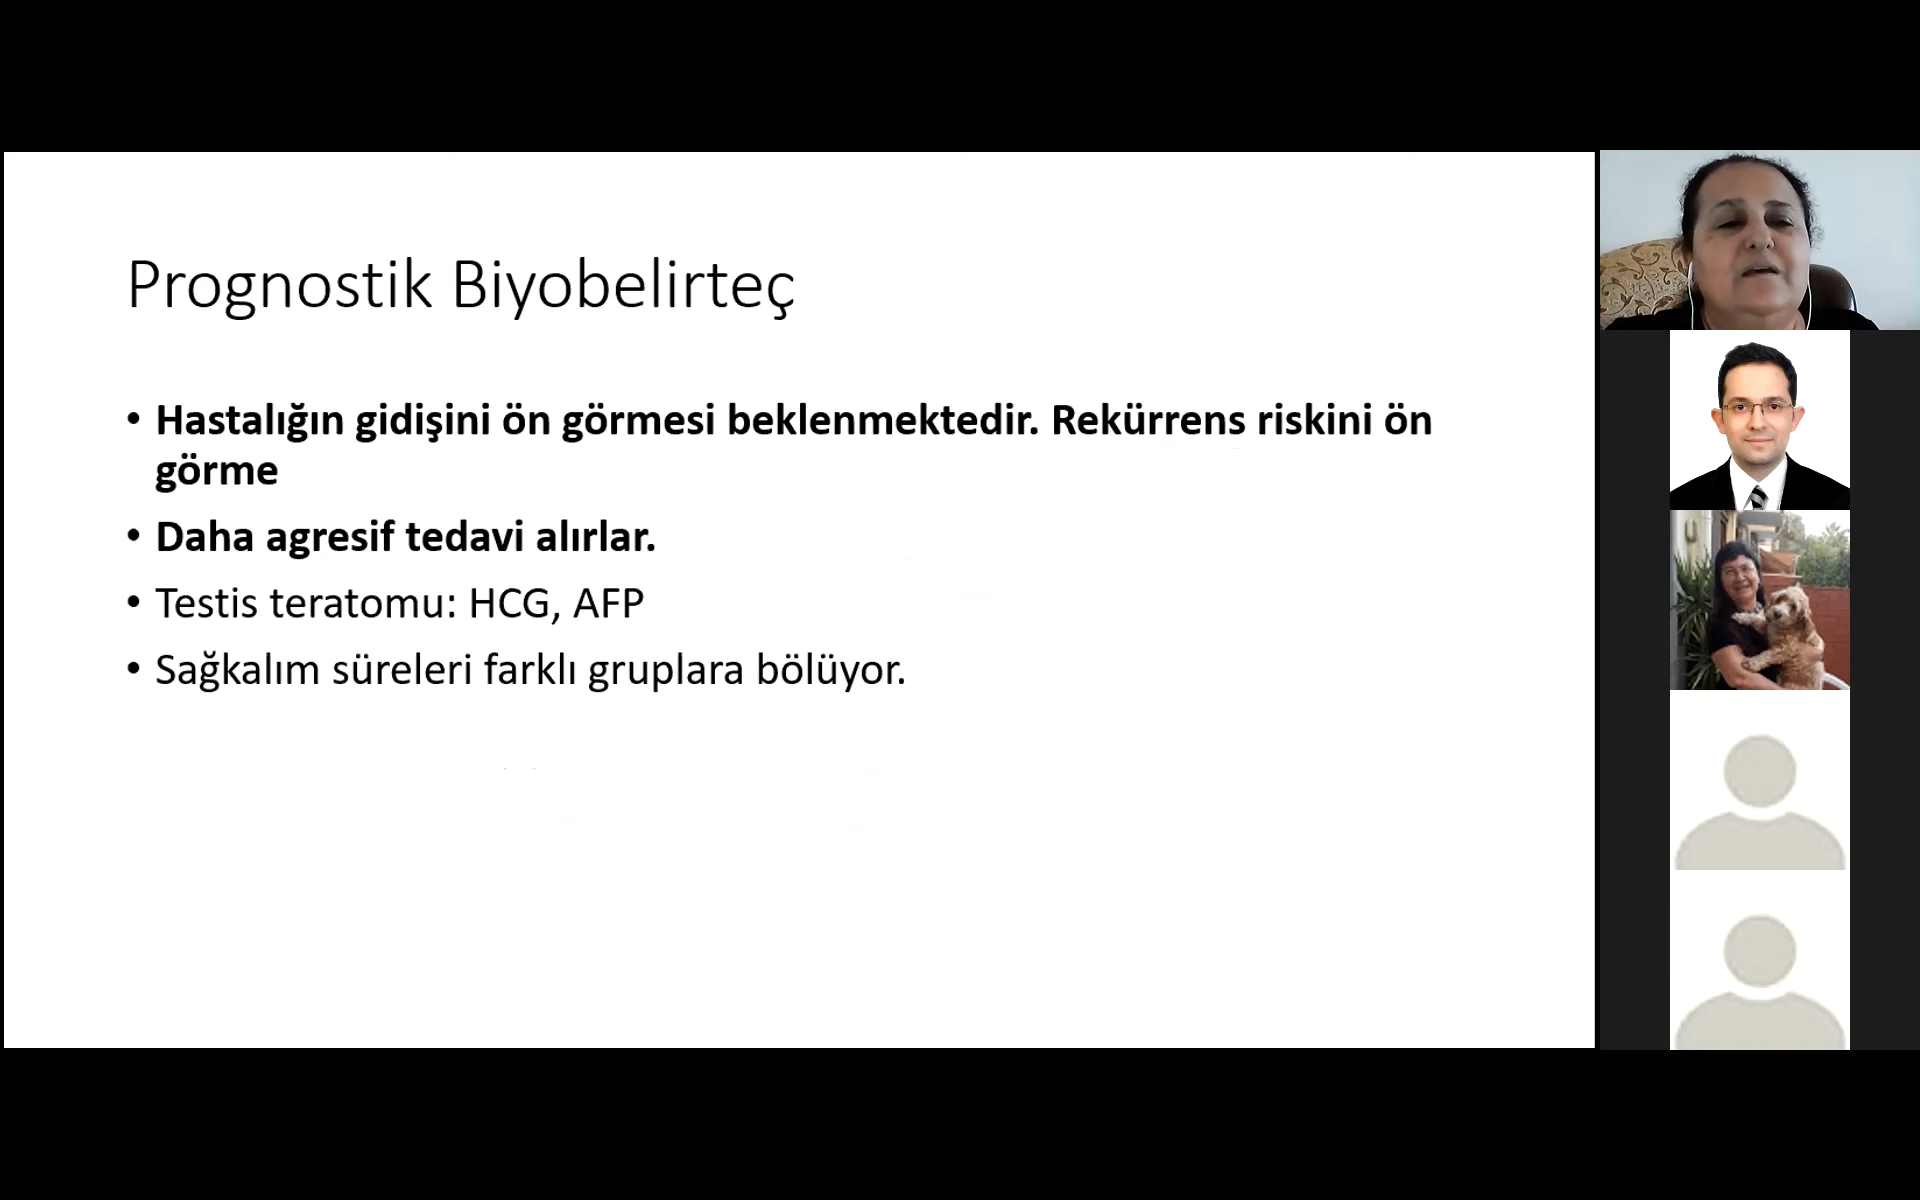 Prognostik Biyobelirteç
• Hastalığın gidişini ön görmesi beklenmektedir. Rekürrens riskini ön
görme
• Daha agresif tedavi alırlar.
• Testis teratomu: HCG, AFP
• Sağkalım süreleri farklı gruplara bölüyor.